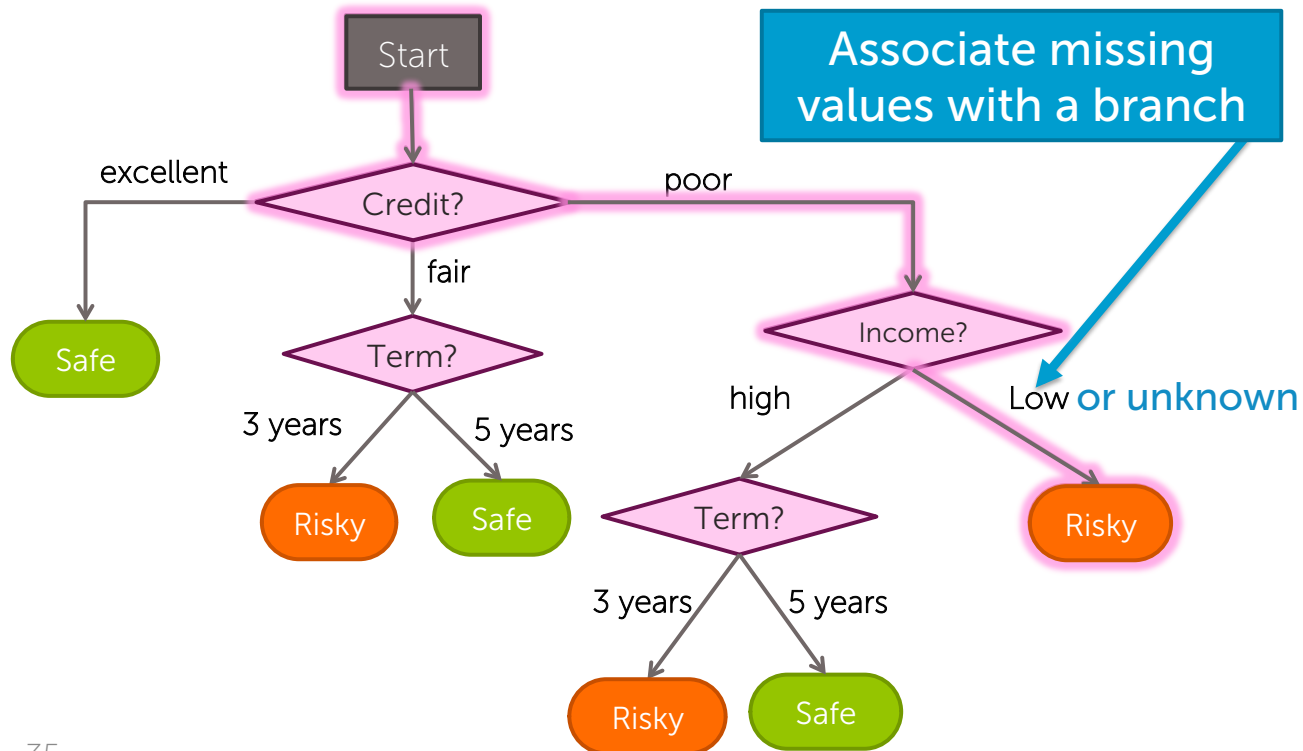 Start
Associate missing
values with a branch
excellent
Credit?
poor
fair
Safe
Term?
Income?
3 years
5 years
high
Low or unknown
Risky
Safe
Term?
Risky
3 years
5 years
Risky
Safe